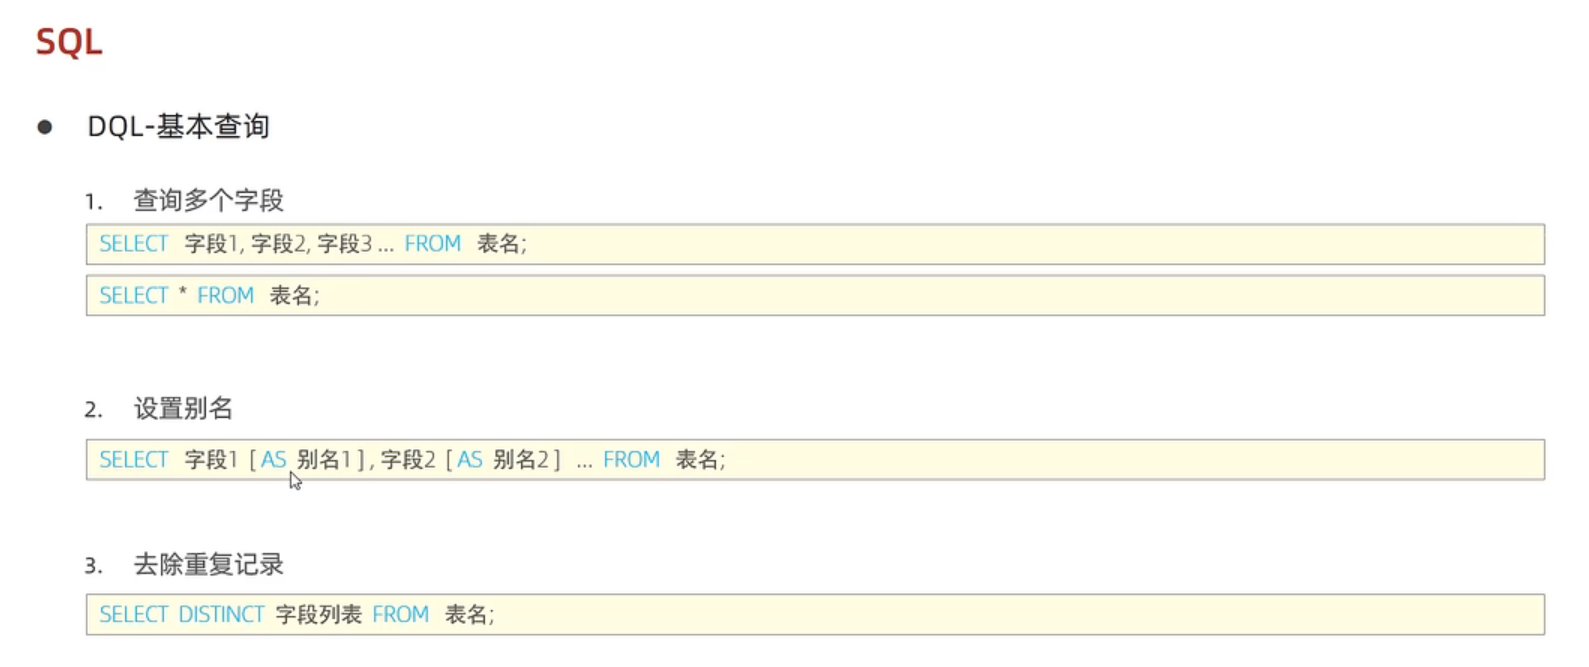 SQL
● DQL-基本查询
1. 查询多个字段
SELECT 字段1, 字段2, 字段3 ... FROM 表名;
SELECT * FROM 表名;
2. 设置别名
SELECT 字段1 [ AS 别名1 ] , 字段2 [ AS 别名2 ] ... FROM 表名;
3. 去除重复记录
SELECT DISTINCT 字段列表 FROM 表名;